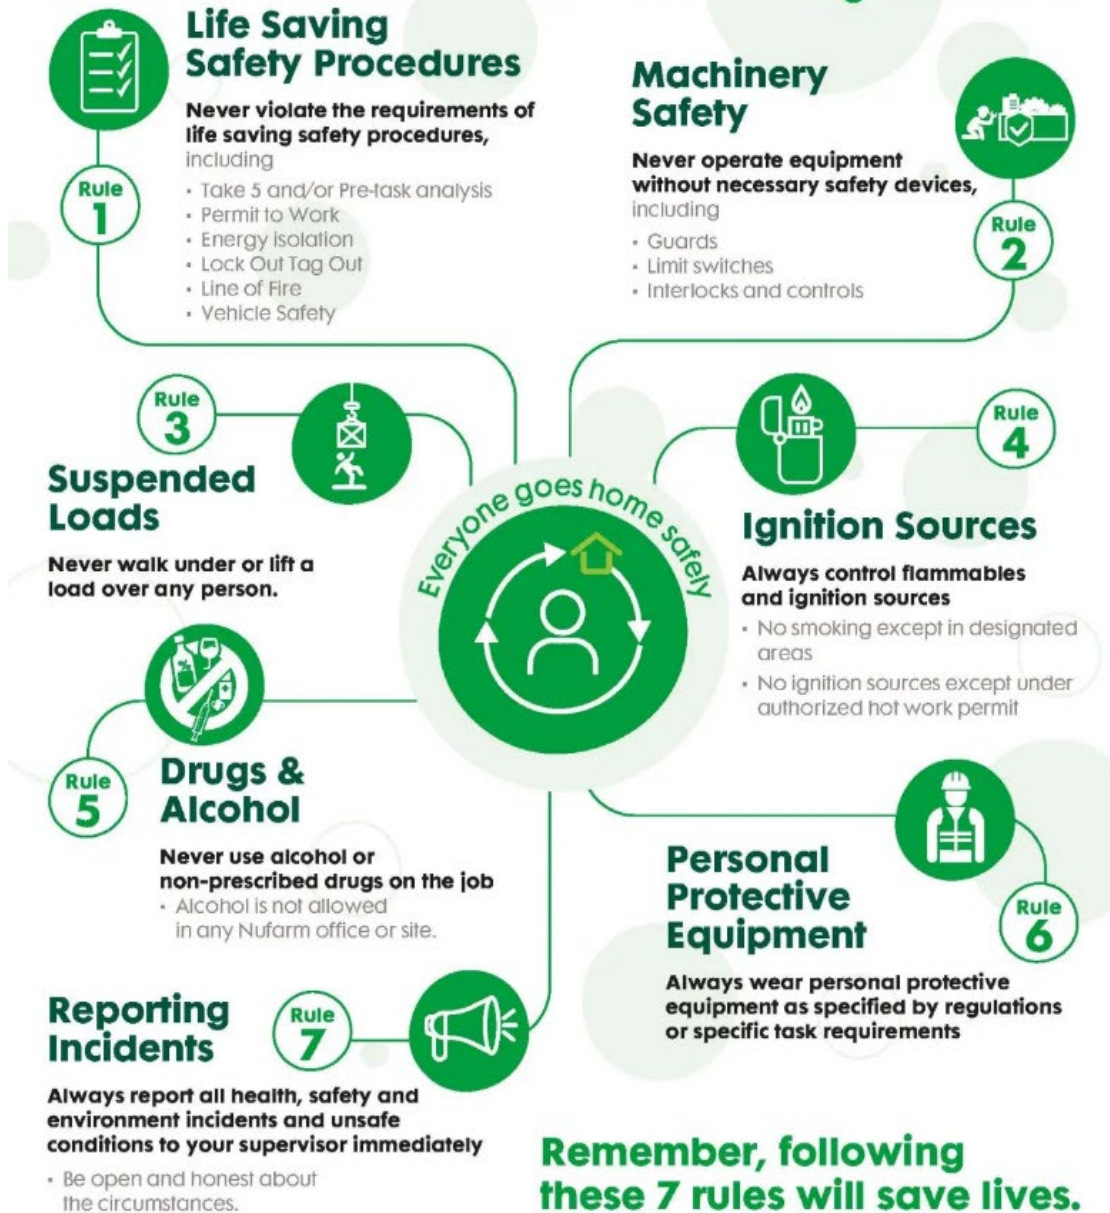 Life Saving
Safety Procedures
Never violate the requirements of
life saving safety procedures,
including
• Take 5 and/or Pre-task analysis
• Permit to Work
• Energy isolation
• Lock Out Tag Out
• Line of Fire
• Vehicle Safety
Rule
1
Machinery
Safety
Never operate equipment
without necessary safety devices,
including
• Guards
• Limit switches
• Interlocks and controls
Rule
2
Rule
3
Suspended
Loads
Never walk under or lift a
load over any person.
Rule
4
Ignition Sources
Always control flammables
and ignition sources
• No smoking except in designated
areas
• No ignition sources except under
authorized hot work permit
Everyone goes home safely
Rule
5
Drugs &
Alcohol
Never use alcohol or
non-prescribed drugs on the job
• Alcohol is not allowed
in any Nufarm office or site.
Personal
Protective
Equipment
Rule
6
Always wear personal protective
equipment as specified by regulations
or specific task requirements
Reporting
Incidents
Rule
7
Always report all health, safety and
environment incidents and unsafe
conditions to your supervisor immediately
• Be open and honest about
the circumstances.
Remember, following
these 7 rules will save lives.